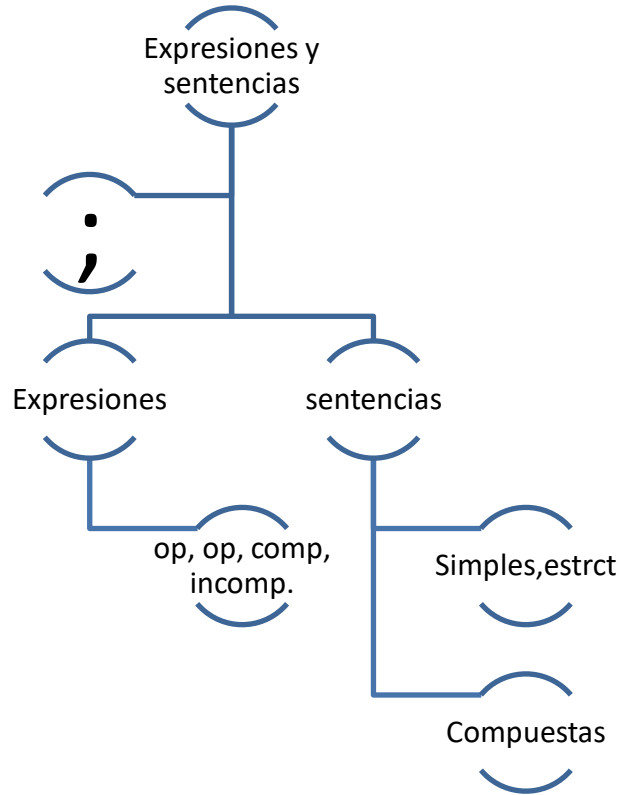 Expresiones y
sentencias
;
Expresiones
sentencias
op, op, comp,
incomp.
Simples,estrct
Compuestas